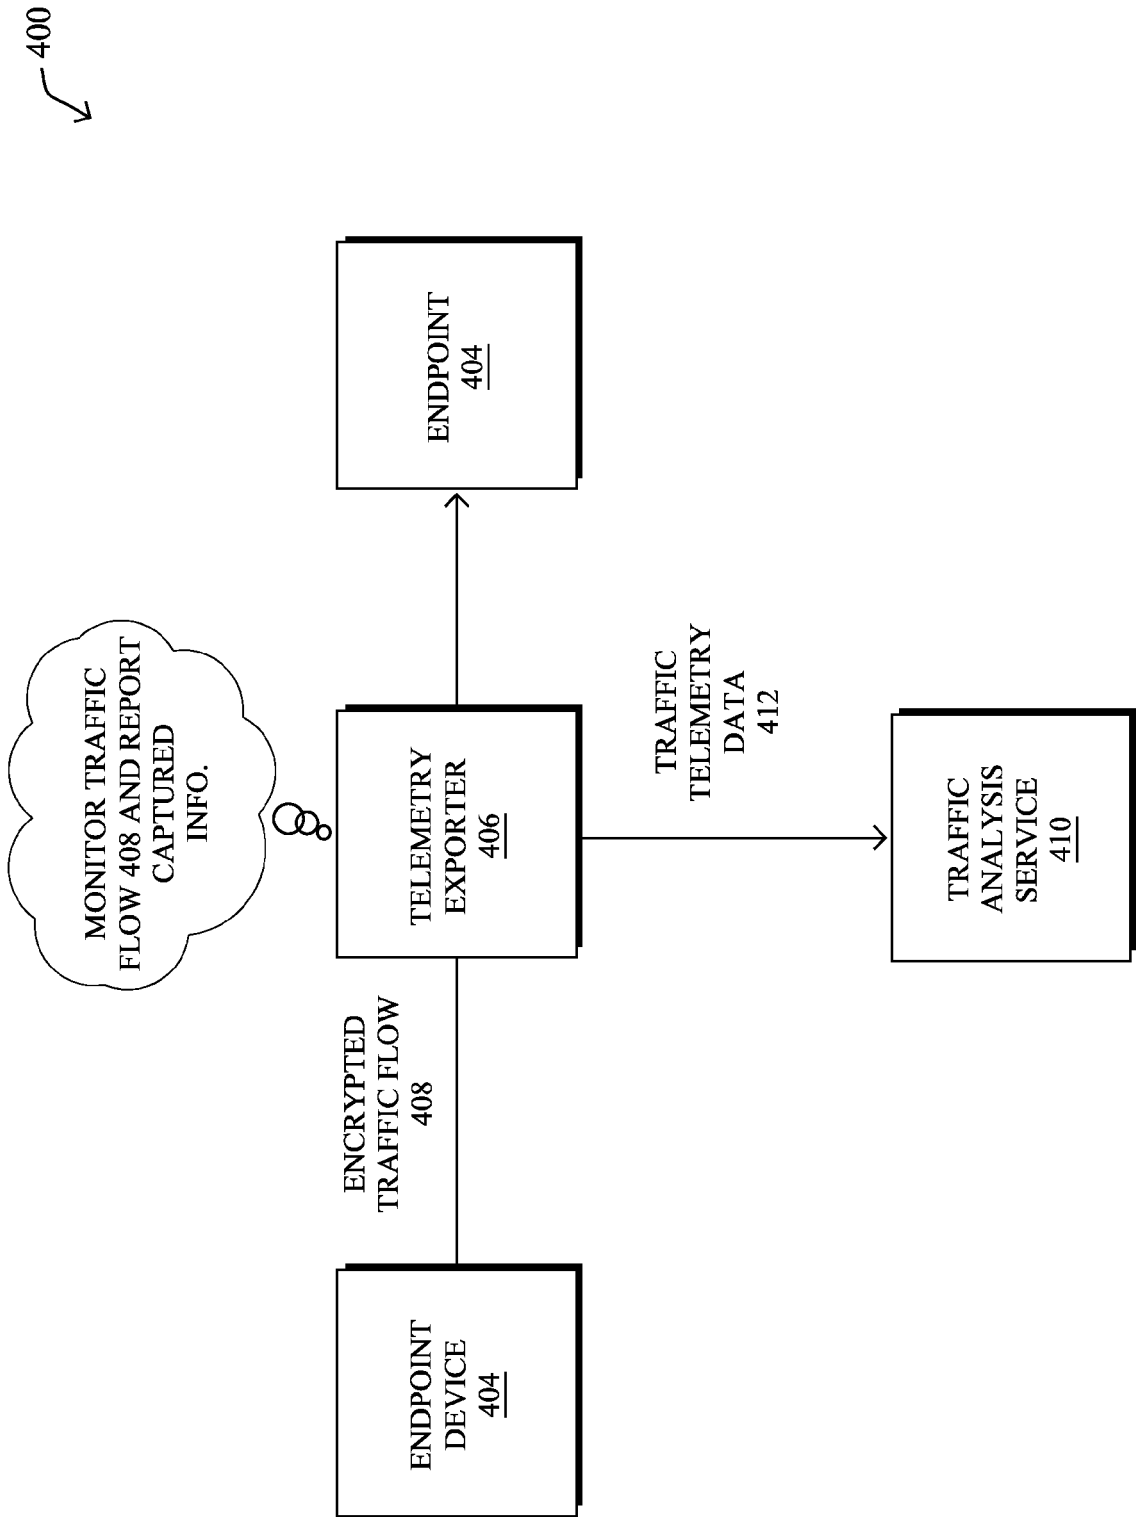 400
MONITOR TRAFFIC
FLOW 408 AND REPORT
CAPTURED
INFO.
ENDPOINT
DEVICE
404
ENCRYPTED
TRAFFIC FLOW
408
TELEMETRY
EXPORTER
406
ENDPOINT
404
TRAFFIC
TELEMETRY
DATA
412
TRAFFIC
ANALYSIS
SERVICE
410